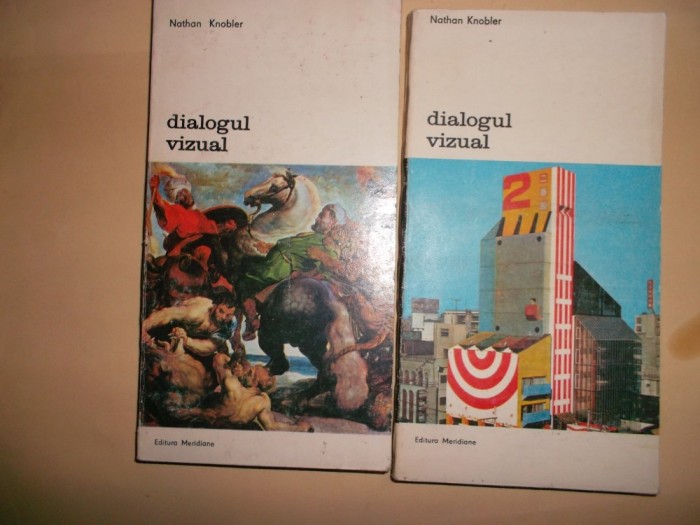 Nathan Knobler
dialogul
vizual
Editura Meridiane
Nathan Knobler
dialogul
vizual
2
Editura Meridiane